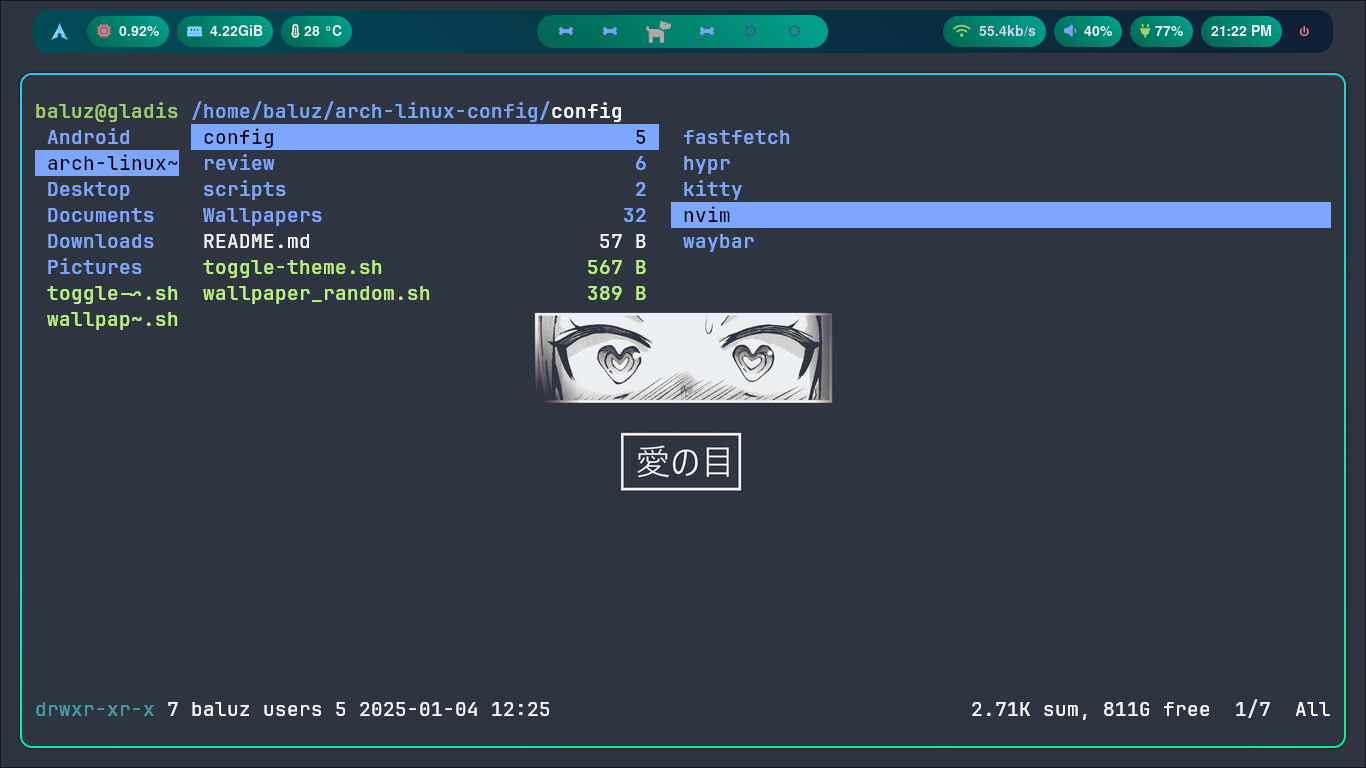 0.92% 4.22GiB 28 °C 55.4kb/s 40% 77% 21:22 PM
baluz@gladis /home/baluz/arch-linux-config/config
Android config 5 fastfetch
arch-linux~ review 6 hypr
Desktop scripts 2 kitty
Documents Wallpapers 32 nvim
Downloads README.md 57 B waybar
Pictures toggle-theme.sh 567 B
toggle-~.sh wallpaper_random.sh 389 B
wallpap~.sh
愛の目
drwxr-xr-x 7 baluz users 5 2025-01-04 12:25 2.71K sum, 811G free 1/7 All